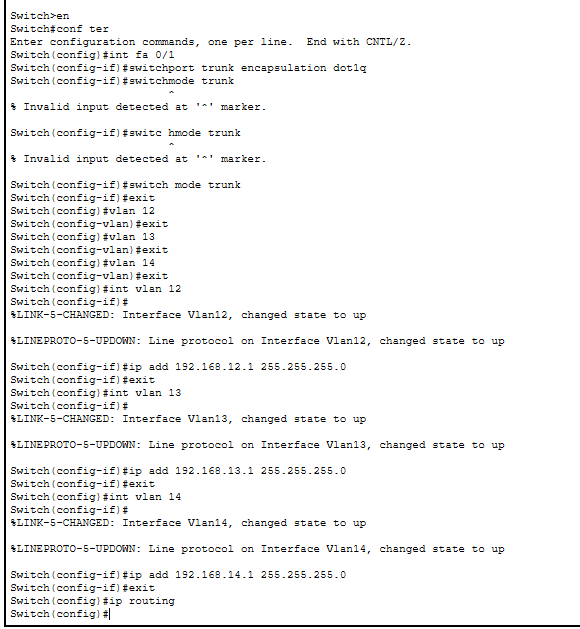 Switch>en
Switch#conf ter
Enter configuration commands, one per line.  End with CNTL/Z.
Switch(config)#int fa 0/1
Switch(config-if)#switchport trunk encapsulation dot1q
Switch(config-if)#switchmode trunk
^
% Invalid input detected at '^' marker.
Switch(config-if)#switc hmode trunk
^
% Invalid input detected at '^' marker.
Switch(config-if)#switch mode trunk
Switch(config-if)#exit
Switch(config)#vlan 12
Switch(config-vlan)#exit
Switch(config)#vlan 13
Switch(config-vlan)#exit
Switch(config)#vlan 14
Switch(config-vlan)#exit
Switch(config)#int vlan 12
Switch(config-if)#
%LINK-5-CHANGED: Interface Vlan12, changed state to up
%LINEPROTO-5-UPDOWN: Line protocol on Interface Vlan12, changed state to up
Switch(config-if)#ip add 192.168.12.1 255.255.255.0
Switch(config-if)#exit
Switch(config)#int vlan 13
Switch(config-if)#
%LINK-5-CHANGED: Interface Vlan13, changed state to up
%LINEPROTO-5-UPDOWN: Line protocol on Interface Vlan13, changed state to up
Switch(config-if)#ip add 192.168.13.1 255.255.255.0
Switch(config-if)#exit
Switch(config)#int vlan 14
Switch(config-if)#
%LINK-5-CHANGED: Interface Vlan14, changed state to up
%LINEPROTO-5-UPDOWN: Line protocol on Interface Vlan14, changed state to up
Switch(config-if)#ip add 192.168.14.1 255.255.255.0
Switch(config-if)#exit
Switch(config)#ip routing
Switch(config)#